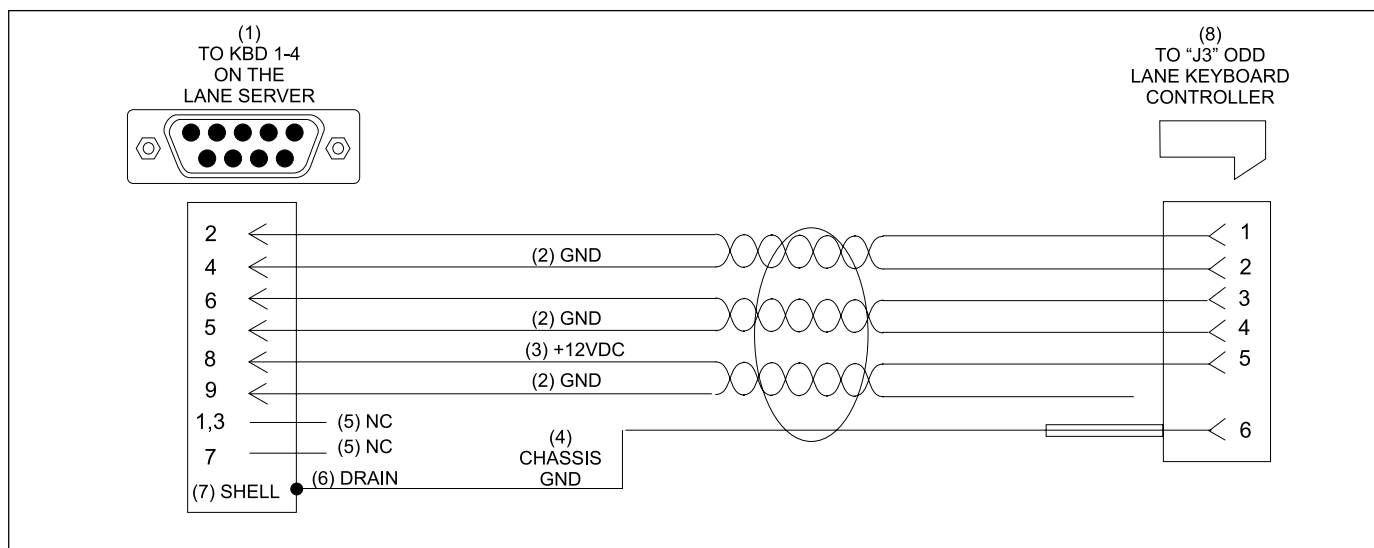 (1)
TO KBD 1-4
ON THE
LANE SERVER
(8)
TO “J3” ODD
LANE KEYBOARD
CONTROLLER
2
1
(2) GND
4
2
6
3
(2) GND
5
4
(3) +12VDC
8
5
(2) GND
9
1,3
(5) NC
6
(5) NC
7
(4)
CHASSIS
GND
(7) SHELL
(6) DRAIN